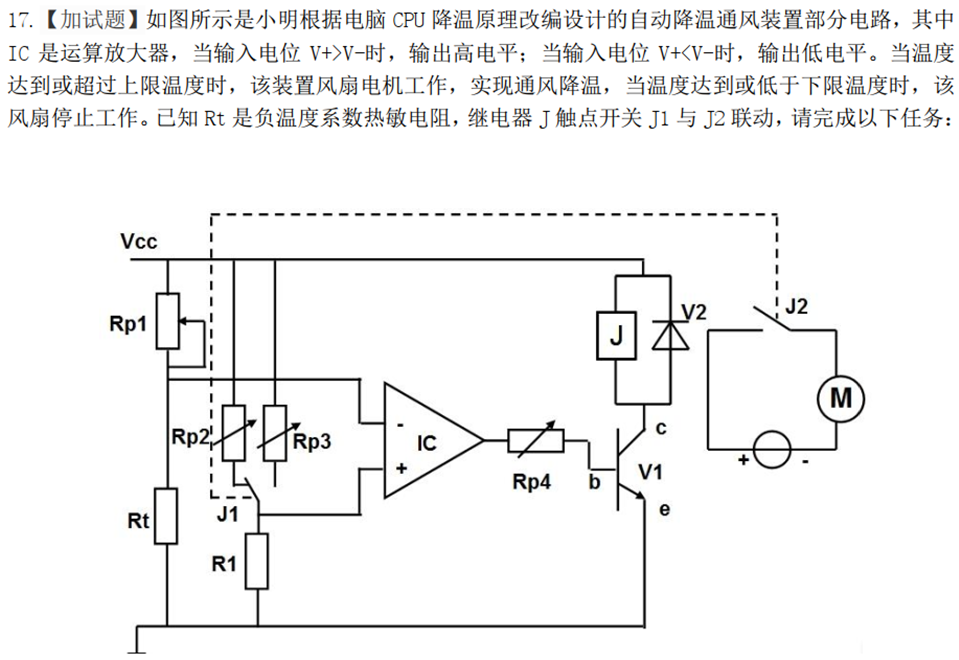 17.【加试题】如图所示是小明根据电脑 CPU 降温原理改编设计的自动降温通风装置部分电路，其中
IC 是运算放大器，当输入电位 V+>V-时，输出高电平；当输入电位 V+<V-时，输出低电平。当温度
达到或超过上限温度时，该装置风扇电机工作，实现通风降温，当温度达到或低于下限温度时，该
风扇停止工作。已知 Rt 是负温度系数热敏电阻，继电器 J 触点开关 J1 与 J2 联动，请完成以下任务：
Vcc
Rp1
J
V2
J2
M
Rp2
Rp3
-
IC
+
Rp4
b
c
V1
e
+
-
Rt
J1
R1